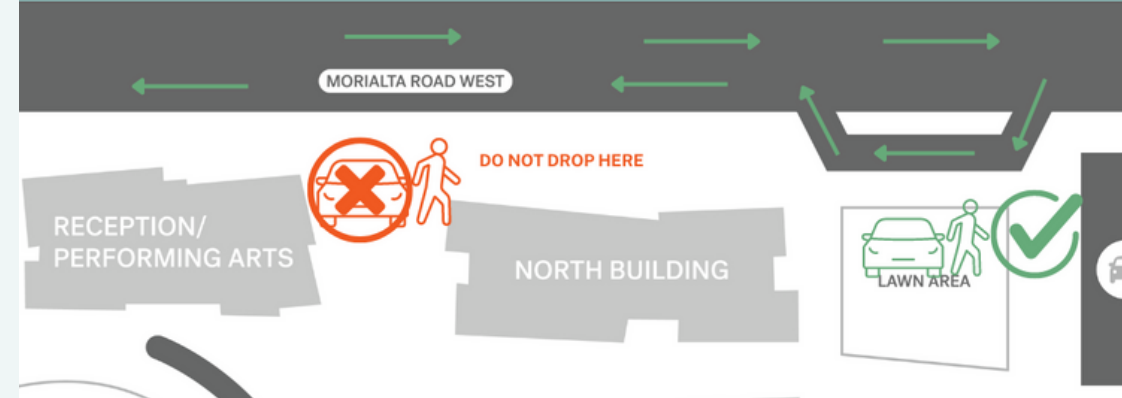 MORIALTA ROAD WEST
DO NOT DROP HERE
RECEPTION/
PERFORMING ARTS
NORTH BUILDING
LAWN AREA